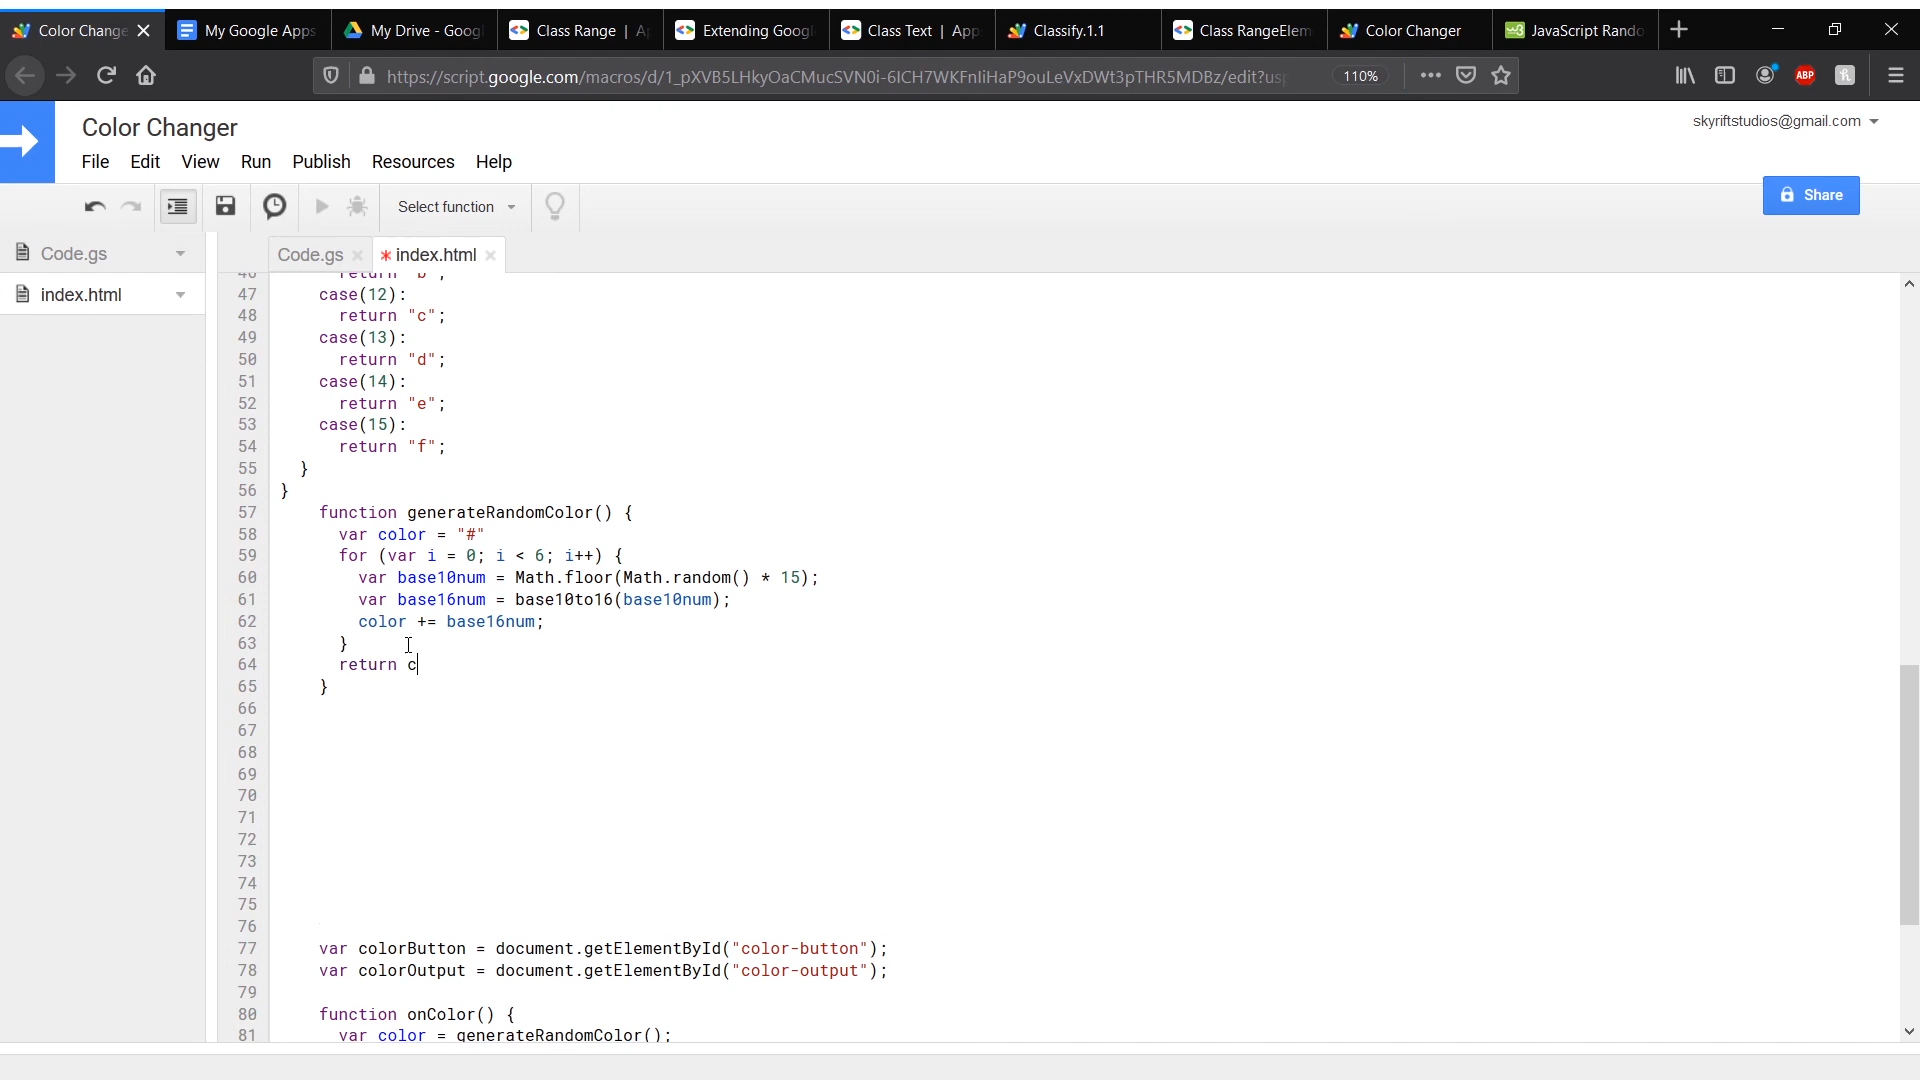 Color Change
My Google Apps
My Drive - Goog
Class Range | A
Extending Googl
Class Text | App
Classify.1.1
Class RangeElem
Color Changer
JavaScript Rando
https://script.google.com/macros/d/1_pXVB5LHkyOaCMucSVN0i-6ICH7WKFnIiHaP9ouLeVxDWt3pTHR5MDBz/edit?usp
110%
ABP
Color Changer
skyriftstudios@gmail.com
File Edit View Run Publish Resources Help
Select function
Share
Code.gs
index.html
Code.gs
* index.html
46 return "b";
47 case(12):
48 return "c";
49 case(13):
50 return "d";
51 case(14):
52 return "e";
53 case(15):
54 return "f";
55 }
56 }
57 function generateRandomColor() {
58 var color = "#"
59 for (var i = 0; i < 6; i++) {
60 var base10num = Math.floor(Math.random() * 15);
61 var base16num = base10to16(base10num);
62 color += base16num;
63 }
64 return c
65 }
66
67
68
69
70
71
72
73
74
75
76
77 var colorButton = document.getElementById("color-button");
78 var colorOutput = document.getElementById("color-output");
79
80 function onColor() {
81 var color = generateRandomColor();